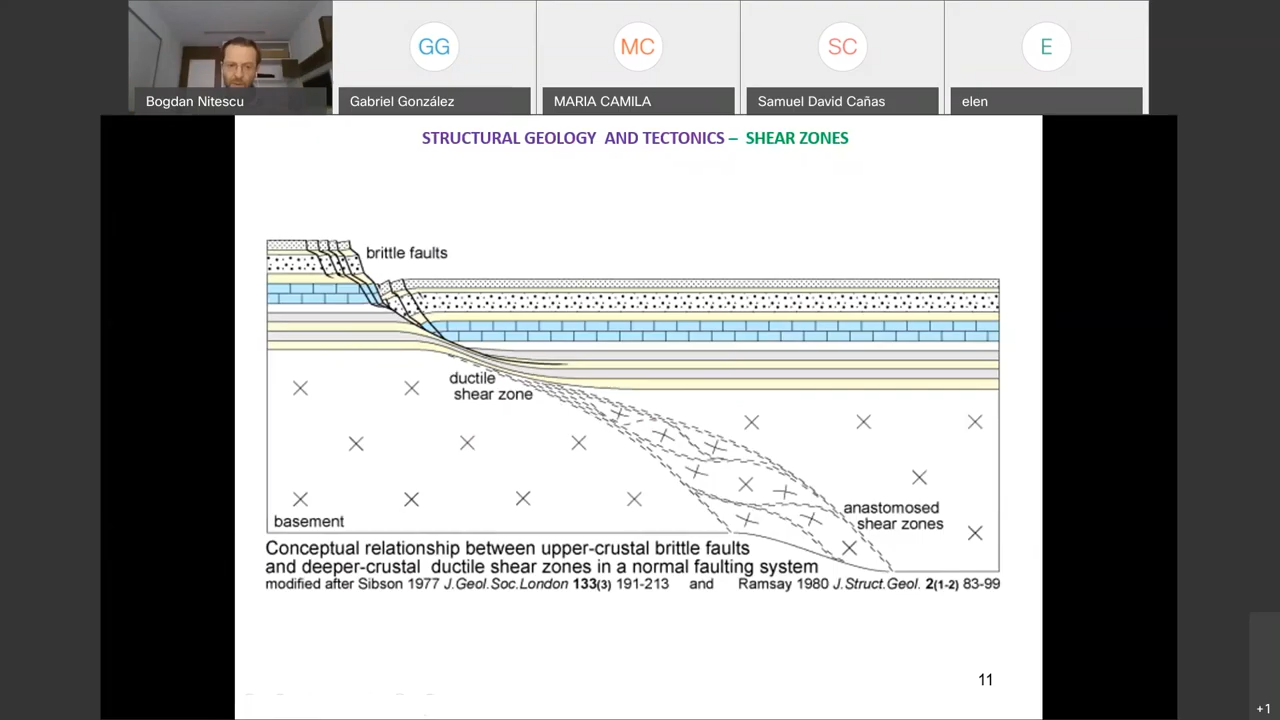 GG
MC
SC
E
Bogdan Nitescu
Gabriel González
MARIA CAMILA
Samuel David Cañas
elen
STRUCTURAL GEOLOGY AND TECTONICS – SHEAR ZONES
brittle faults
ductile
shear zone
anastomosed
shear zones
basement
Conceptual relationship between upper-crustal brittle faults
and deeper-crustal ductile shear zones in a normal faulting system
modified after Sibson 1977 J.Geol.Soc.London 133(3) 191-213 and Ramsay 1980 J.Struct.Geol. 2(1-2) 83-99
11
+1